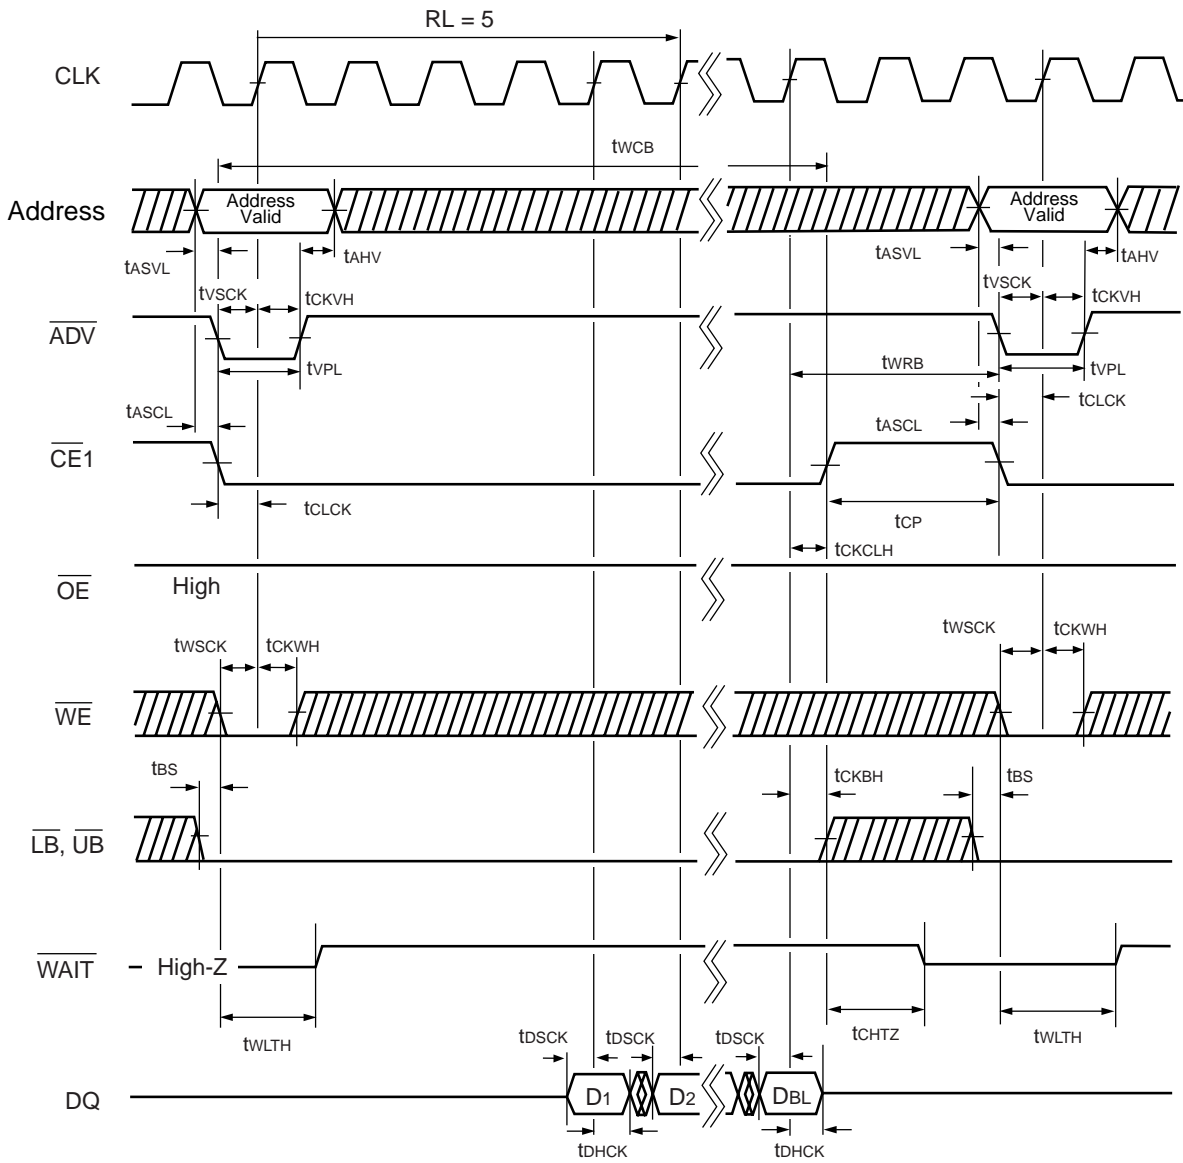 RL = 5
CLK
tWCB
Address
Address
Valid
Address
Valid
tASVL
tAHV
tASVL
tAHV
tVSCK
tCKVH
tVSCK
tCKVH
ADV
tVPL
tWRB
tVPL
tCLCK
tASCL
tASCL
CE1
tCLCK
tCP
tCKCLH
OE
High
tWSCK
tCKWH
tWSCK
tCKWH
WE
tBS
tCKBH
tBS
LB, UB
WAIT
High-Z
tWLTH
tCHTZ
tWLTH
tDSCK
tDSCK
tDSCK
DQ
D1
D2
DBL
tDHCK
tDHCK